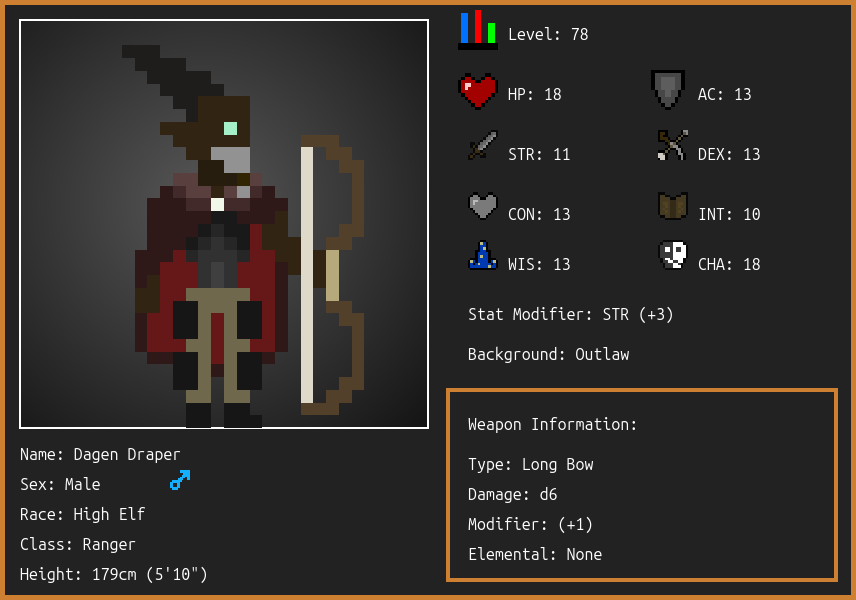 Level: 78
HP: 18
AC: 13
STR: 11
DEX: 13
CON: 13
INT: 10
WIS: 13
CHA: 18
Stat Modifier: STR (+3)
Background: Outlaw
Weapon Information:
Type: Long Bow
Damage: d6
Modifier: (+1)
Elemental: None
Name: Dagen Draper
Sex: Male
Race: High Elf
Class: Ranger
Height: 179cm (5'10")